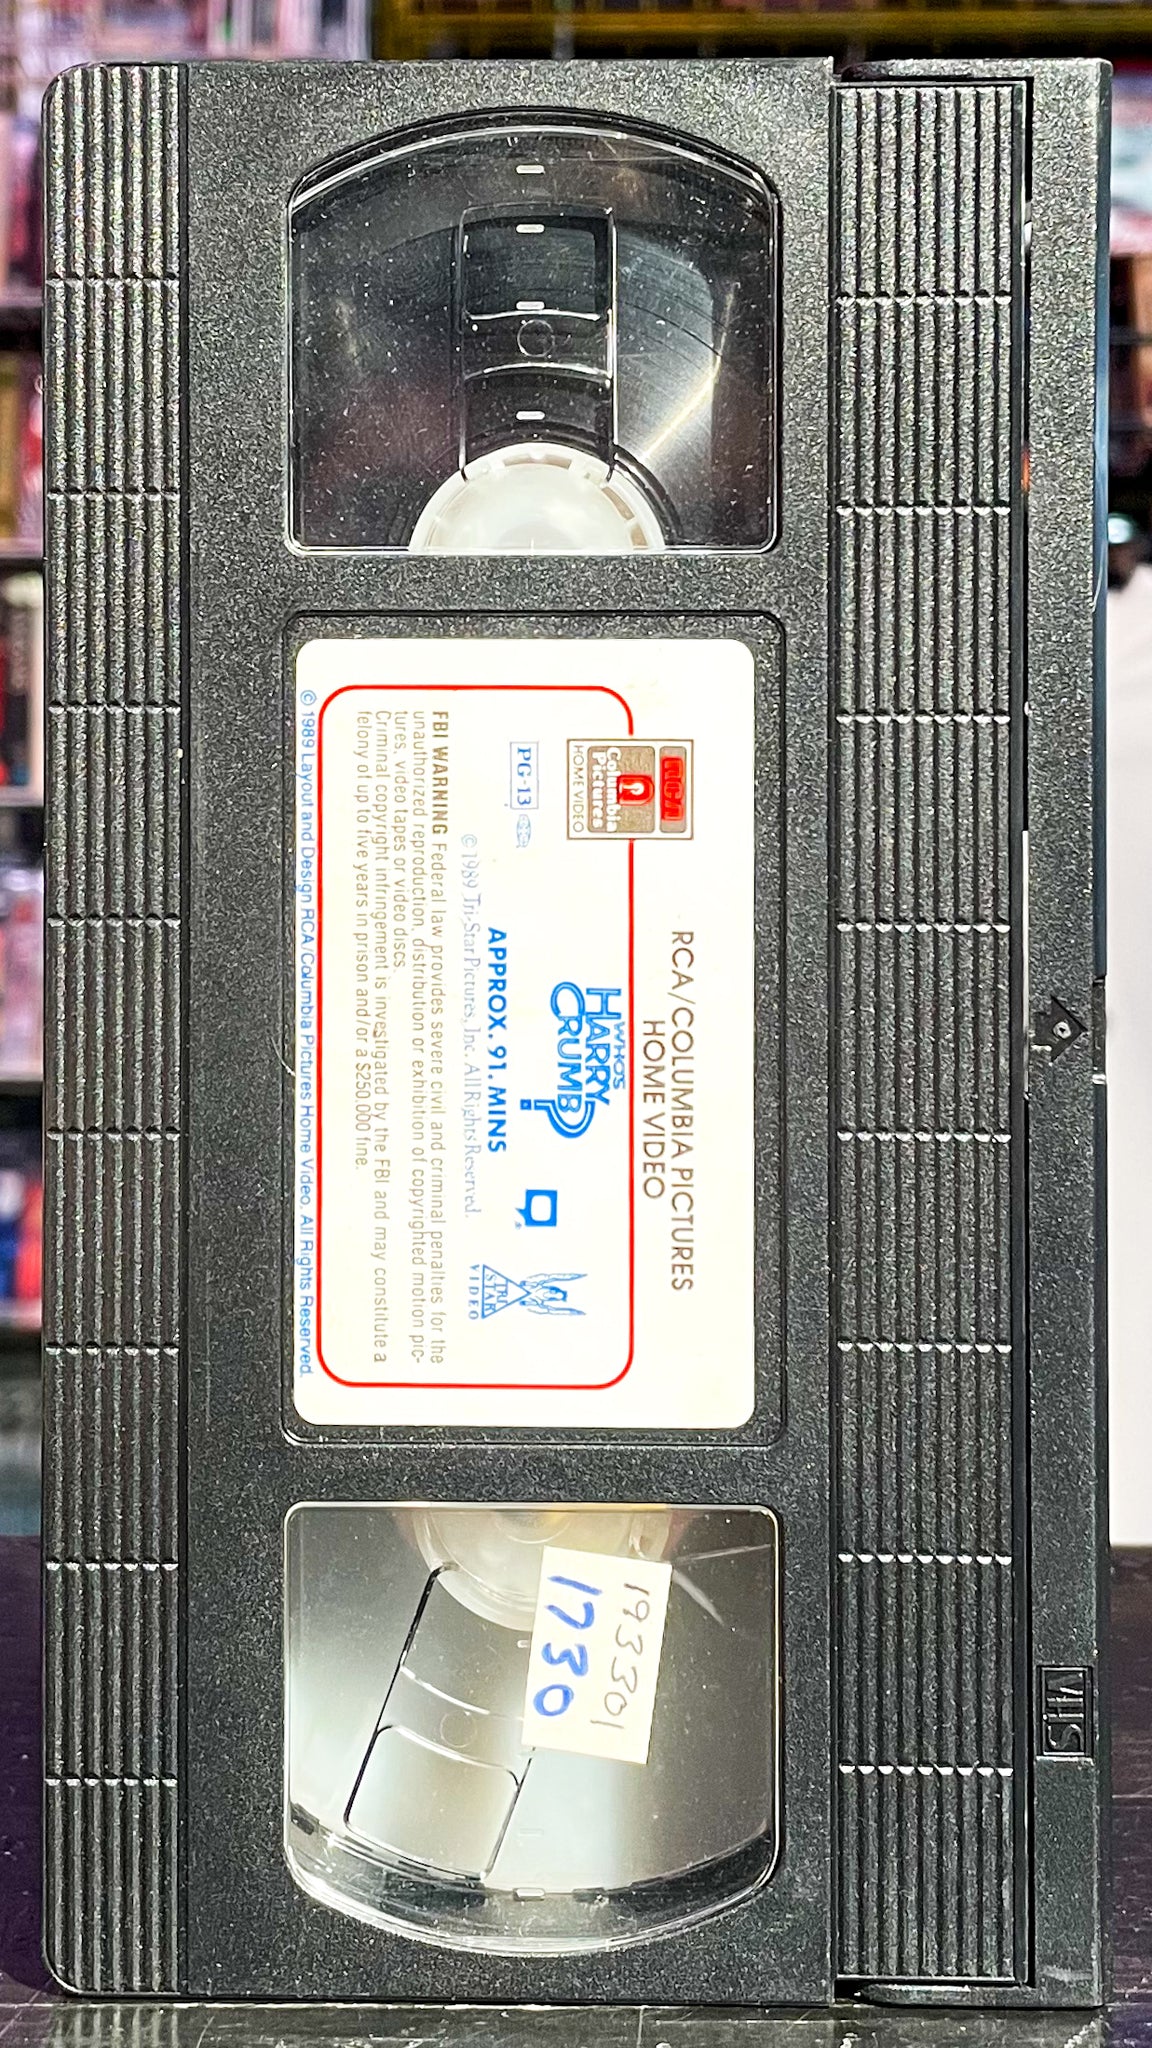 RCA/COLUMBIA PICTURES
HOME VIDEO
RCA
Columbia
Pictures
HOME VIDEO
WHO'S
HARRY
CRUMB?
PG-13
APPROX. 91. MINS
TRI
STAR
VIDEO
© 1989 Tri-Star Pictures, Inc. All Rights Reserved.
FBI WARNING Federal law provides severe civil and criminal penalties for the
unauthorized reproduction, distribution or exhibition of copyrighted motion pic-
tures, video tapes or video discs.
Criminal copyright infringement is investigated by the FBI and may constitute a
felony of up to five years in prison and/or a $250,000 fine.
© 1989 Layout and Design RCA/Columbia Pictures Home Video. All Rights Reserved.
193301
1730
VHS